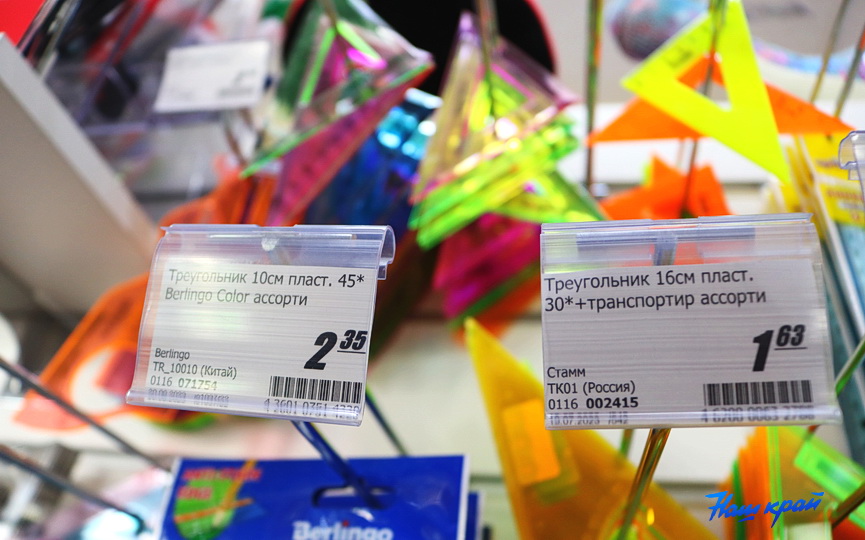 Треугольник 10см пласт. 45*
Berlingo Color ассорти
2 35
Berlingo
TR_10010 (Китай)
0116 071754
Треугольник 16см пласт.
30*+транспортир ассорти
1 63
Стамм
ТК01 (Россия)
0116 002415
Berlingo
Наш край